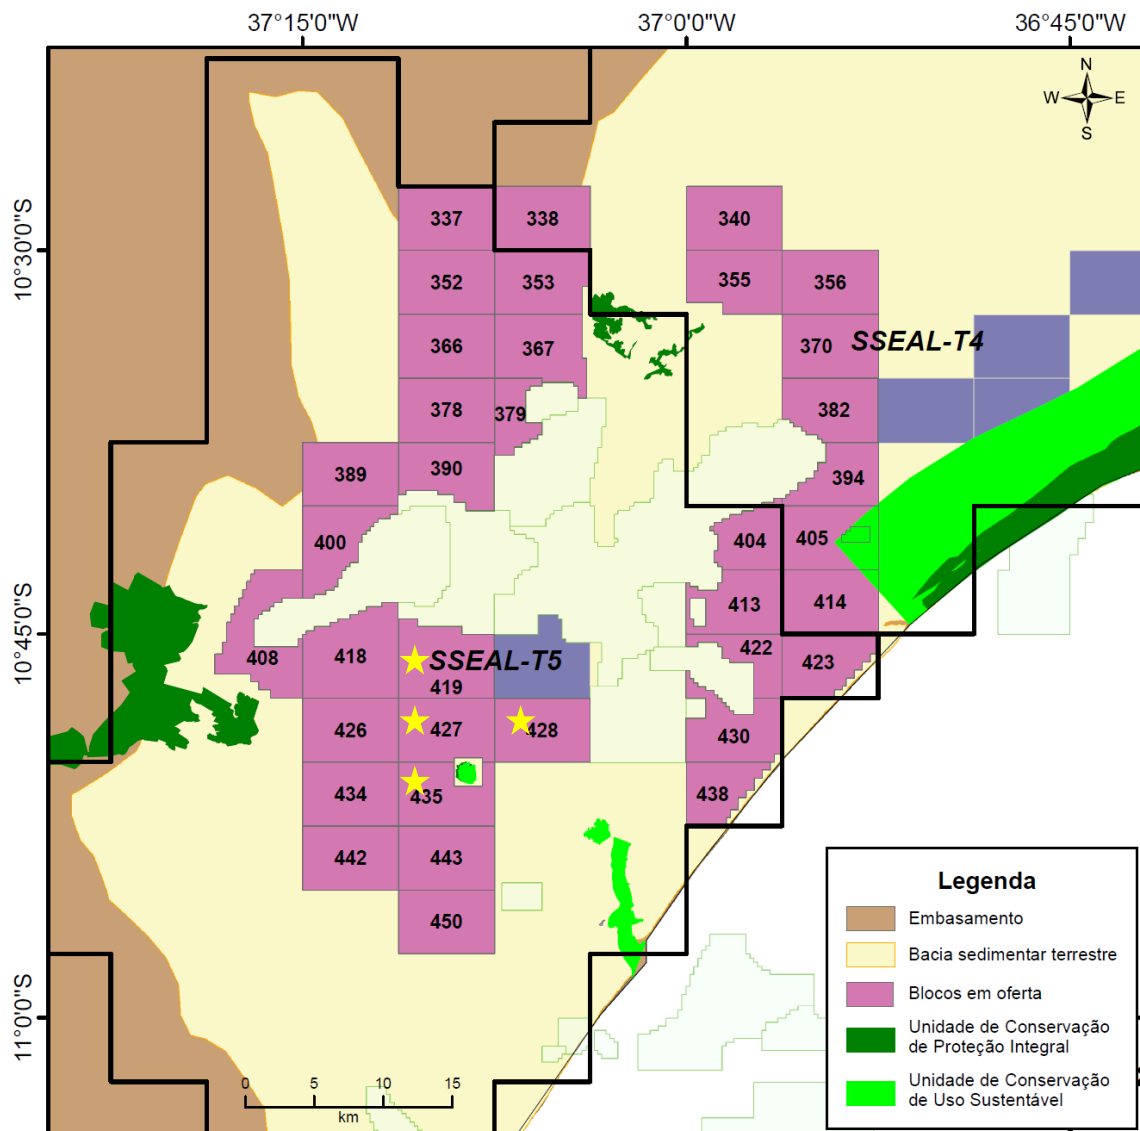 37°15'0"W
37°0'0"W
36°45'0"W
N
W
E
S
10°30'0"S
10°45'0"S
11°0'0"S
337
338
340
352
353
355
356
366
367
370
SSEAL-T4
378
379
382
389
390
394
400
404
405
413
414
408
418
419
SSEAL-T5
422
423
426
427
428
430
434
435
438
442
443
450
0
5
10
15
km
Legenda
Embasamento
Bacia sedimentar terrestre
Blocos em oferta
Unidade de Conservação
de Proteção Integral
Unidade de Conservação
de Uso Sustentável